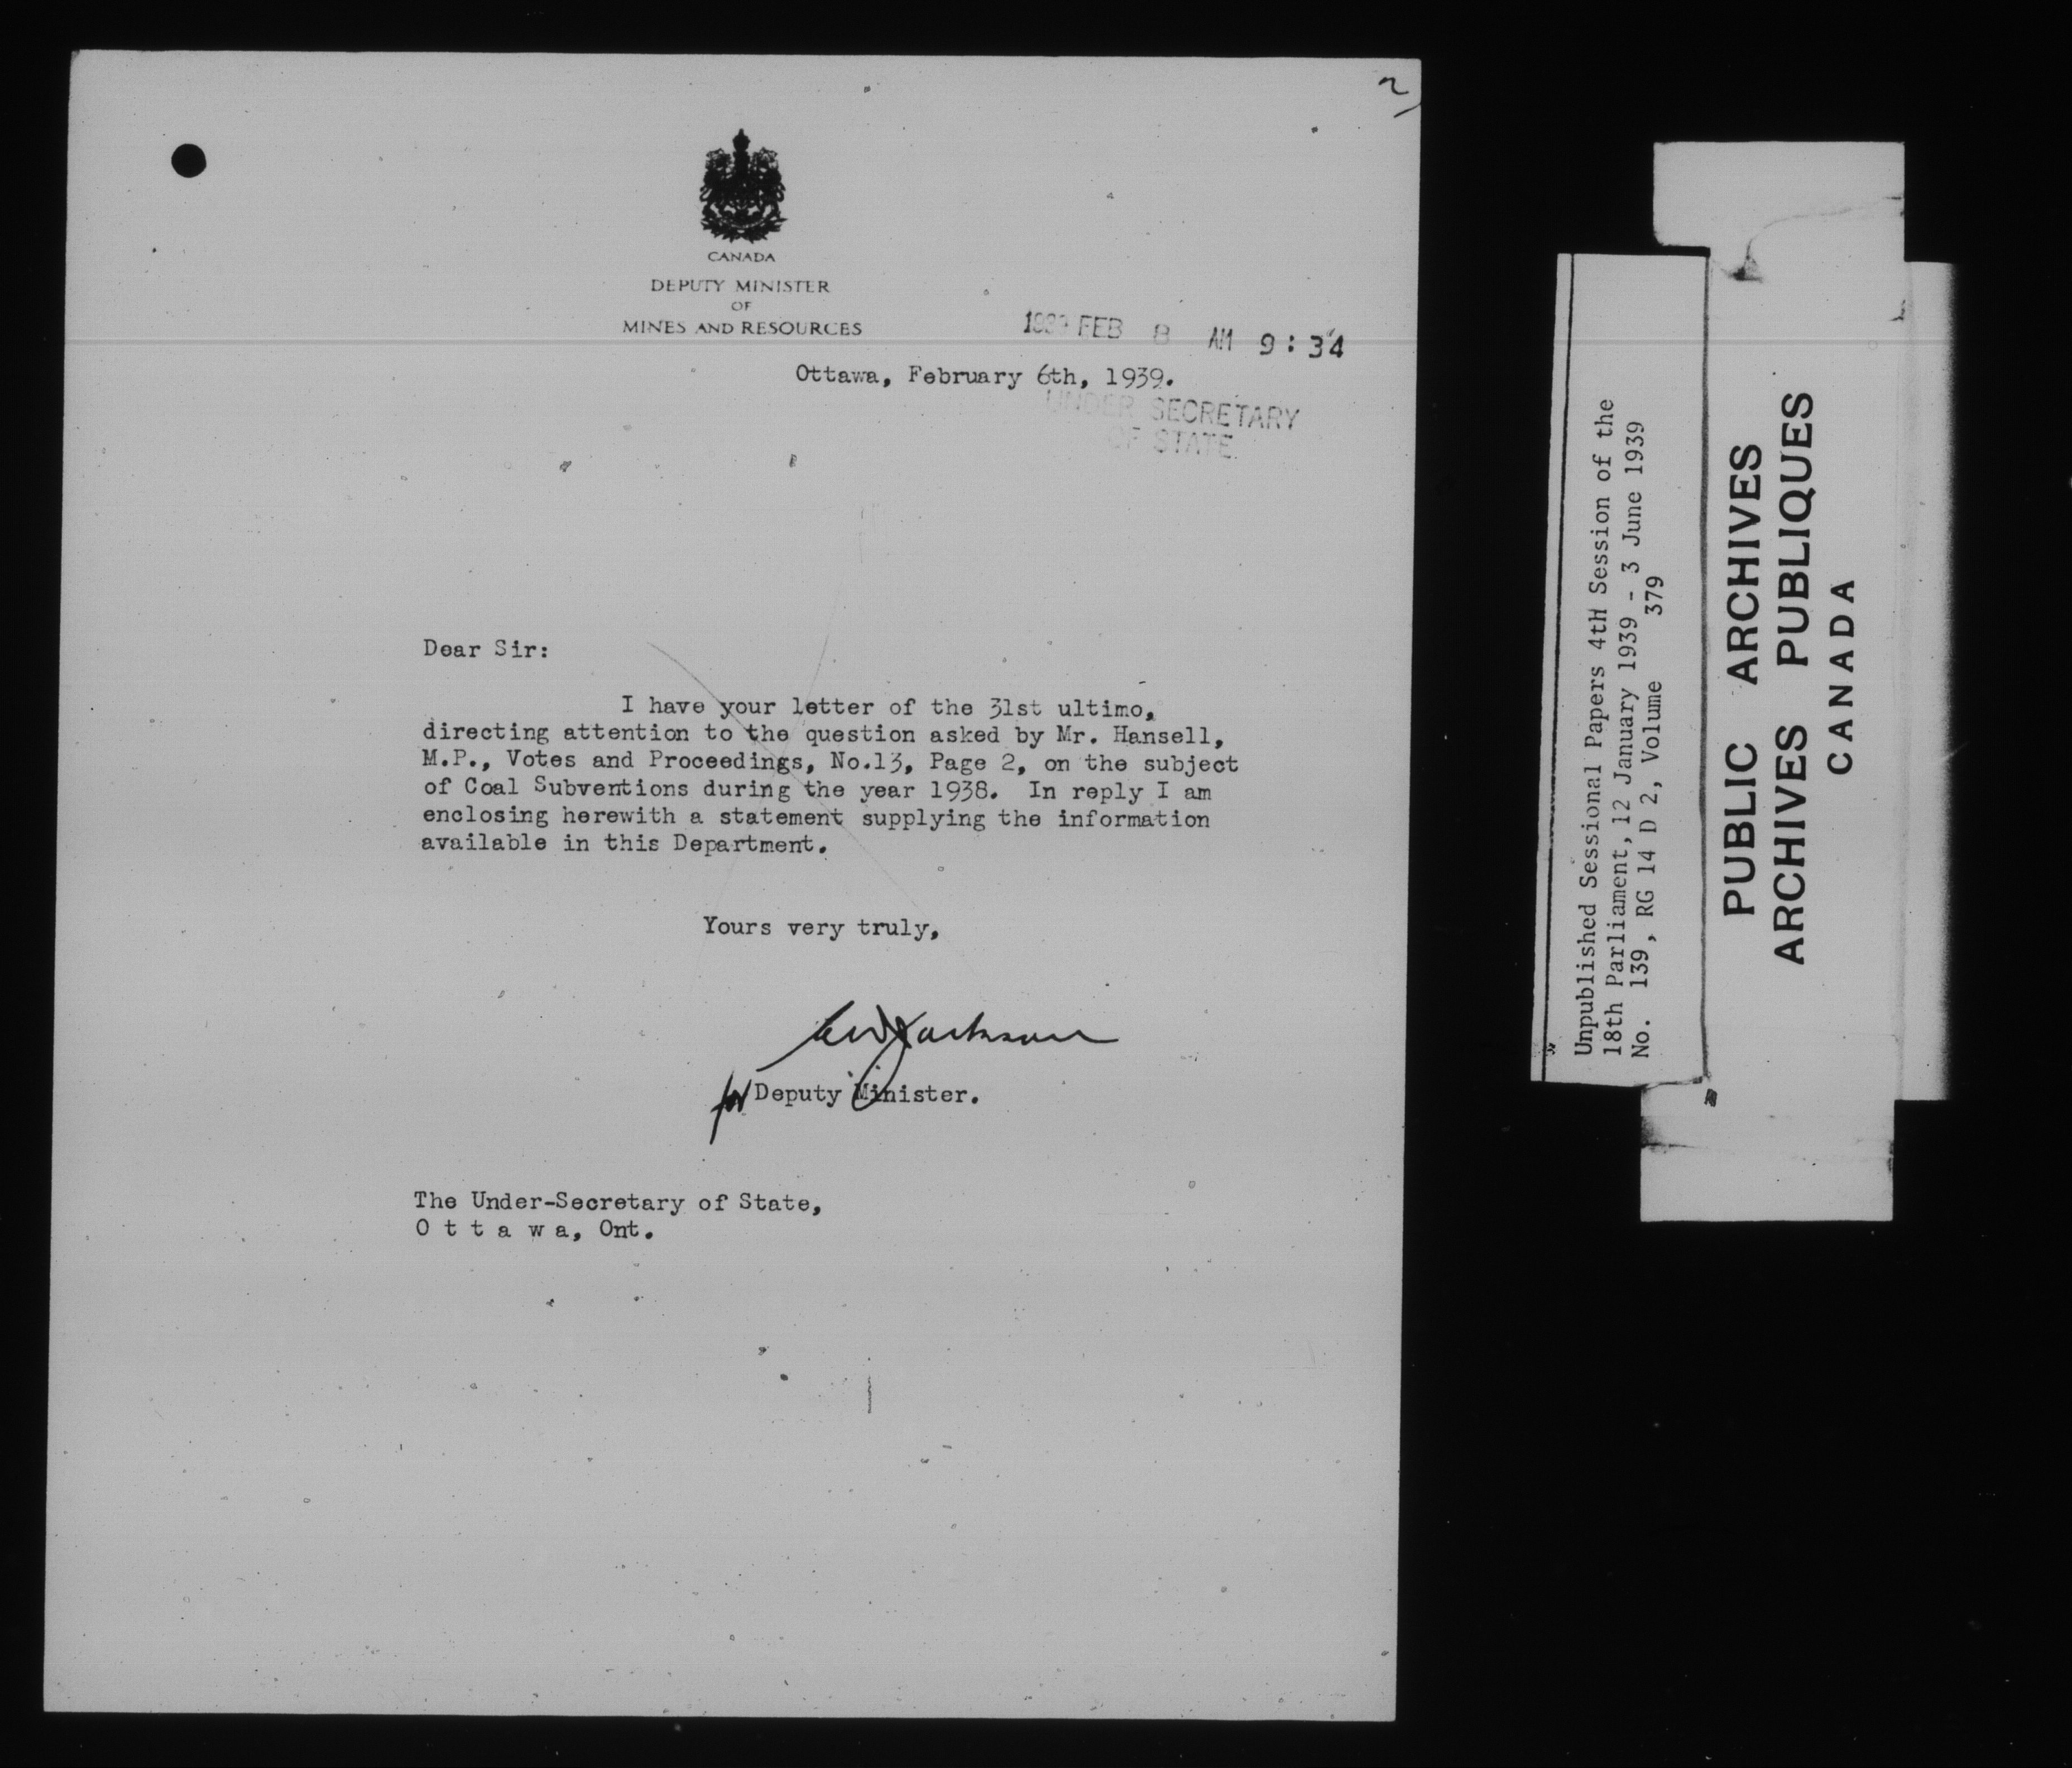 2
CANADA
DEPUTY MINISTER
OF
MINES AND RESOURCES
1939 FEB 8 AM 9:34
Ottawa, February 6th, 1939.
UNDER SECRETARY
OF STATE
Dear Sir:
I have your letter of the 31st ultimo,
directing attention to the question asked by Mr. Hansell,
M.P., Votes and Proceedings, No.13, Page 2, on the subject
of Coal Subventions during the year 1938. In reply I am
enclosing herewith a statement supplying the information
available in this Department.
Yours very truly,
for Deputy Minister.
The Under-Secretary of State,
O t t a w a, Ont.
Unpublished Sessional Papers 4tH Session of the
18th Parliament, 12 January 1939 - 3 June 1939
No. 139, RG 14 D 2, Volume 379
PUBLIC ARCHIVES
ARCHIVES PUBLIQUES
CANADA